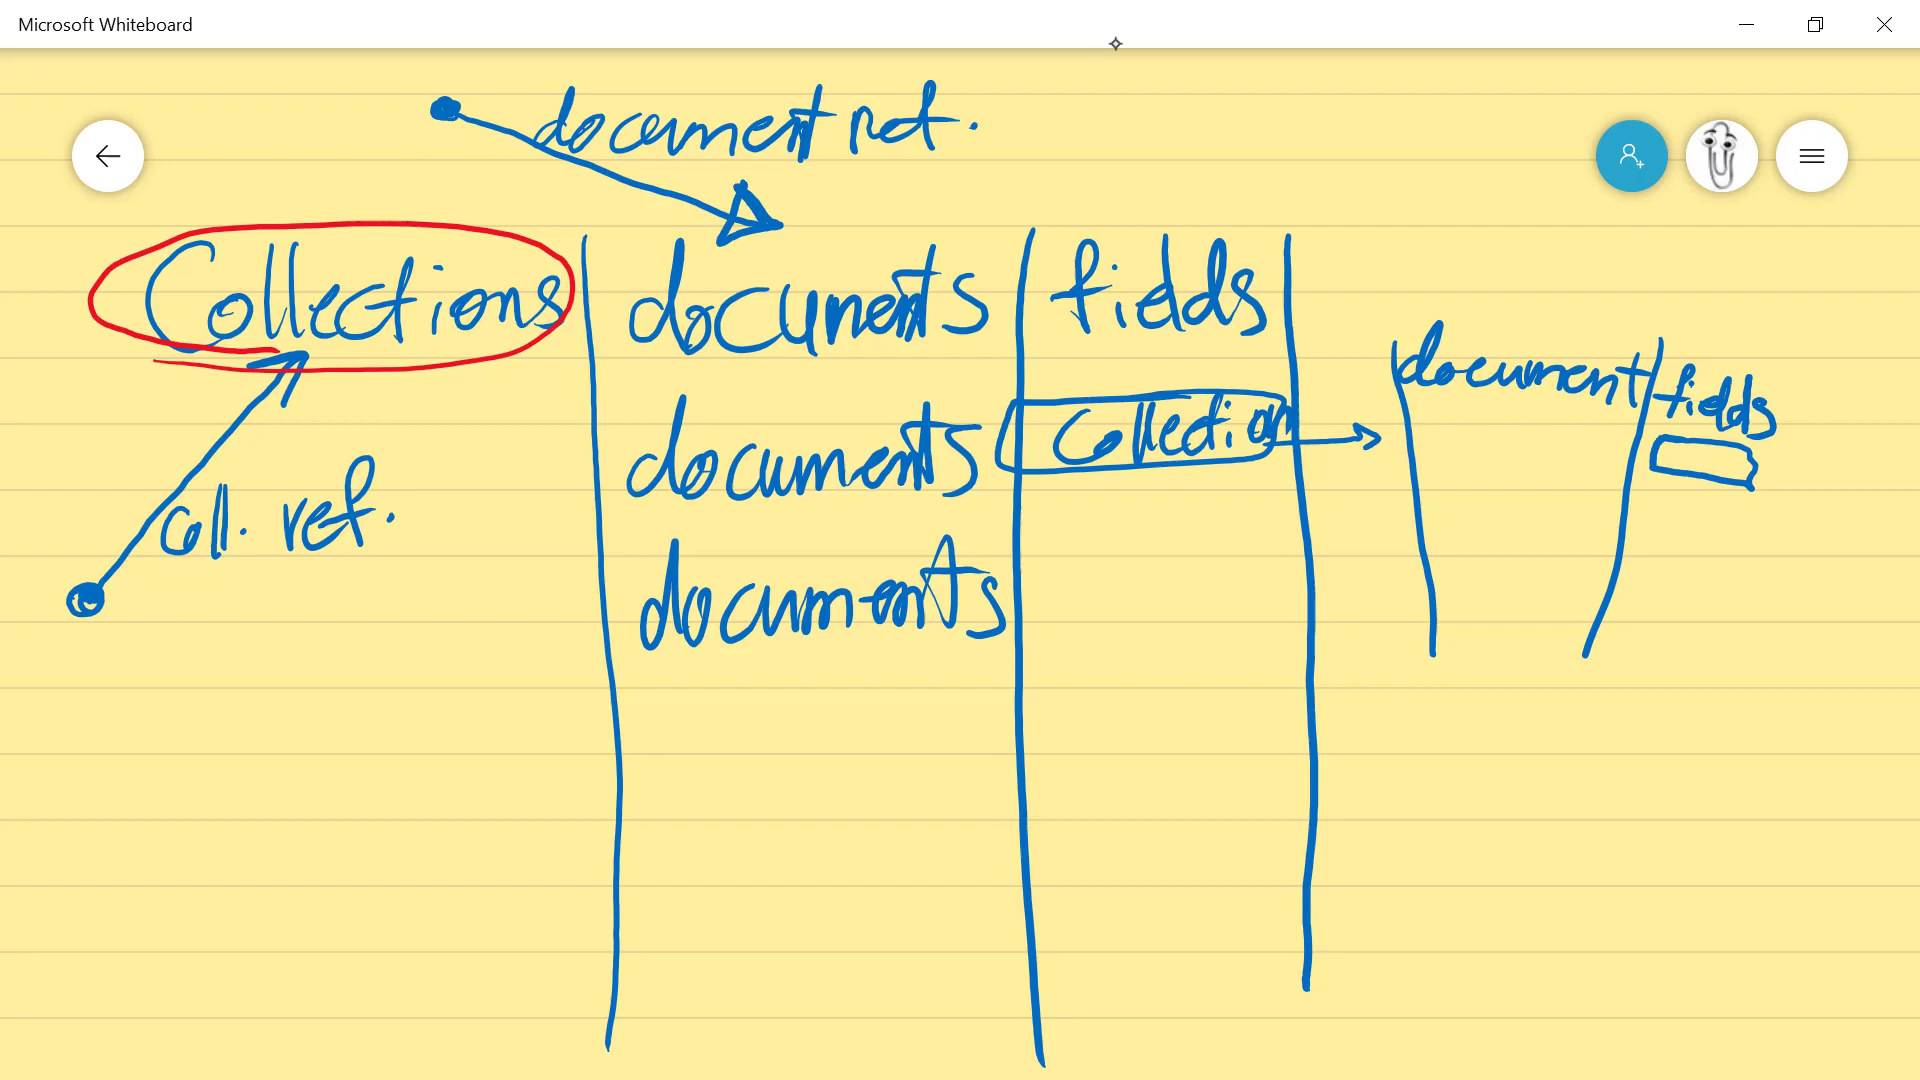 Microsoft Whiteboard
document ref.
Collections documents fields
document fields
documents Collection
coll. ref.
documents